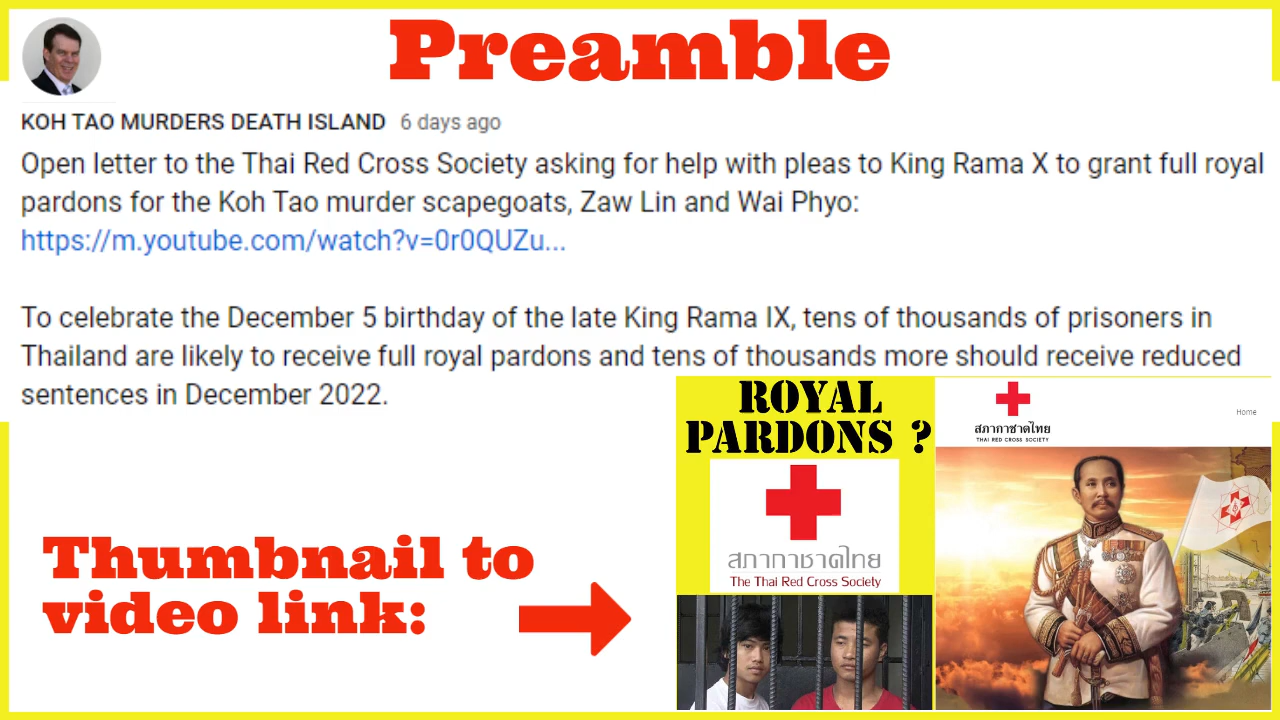 Preamble
KOH TAO MURDERS DEATH ISLAND 6 days ago
Open letter to the Thai Red Cross Society asking for help with pleas to King Rama X to grant full royal
pardons for the Koh Tao murder scapegoats, Zaw Lin and Wai Phyo:
https://m.youtube.com/watch?v=0r0QUZu...
To celebrate the December 5 birthday of the late King Rama IX, tens of thousands of prisoners in
Thailand are likely to receive full royal pardons and tens of thousands more should receive reduced
sentences in December 2022.
Thumbnail to
video link:
ROYAL
PARDONS ?
สภากาชาดไทย
The Thai Red Cross Society
สภากาชาดไทย
THAI RED CROSS SOCIETY
Home